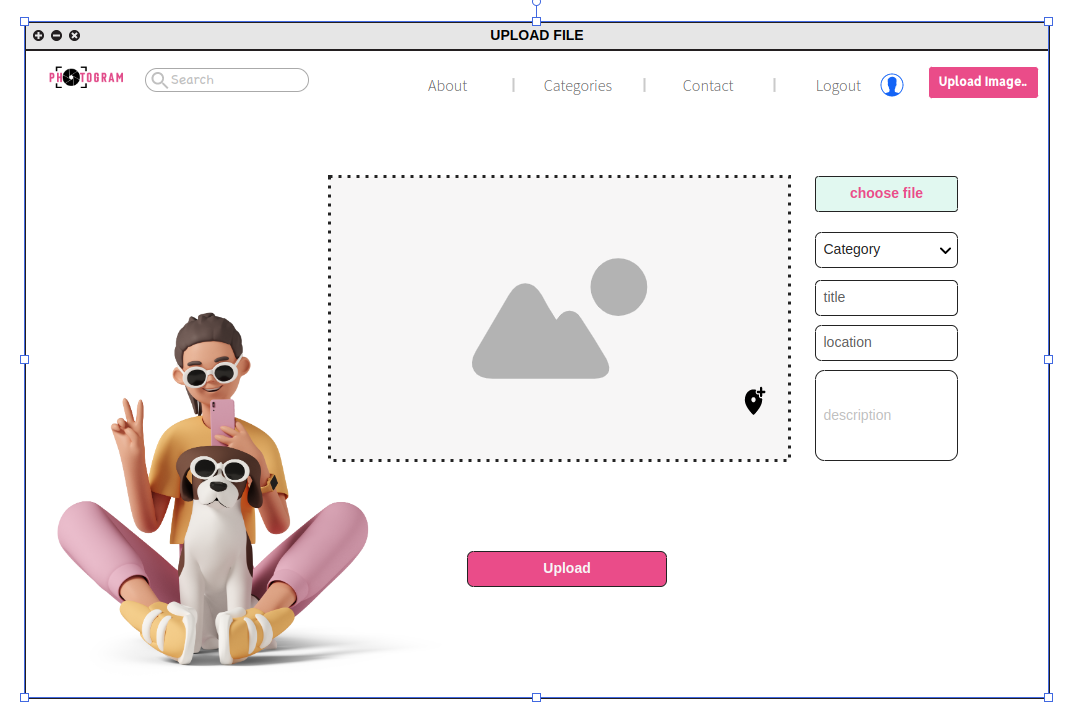 UPLOAD FILE
PHOTOGRAM
Search
About | Categories | Contact | Logout
Upload Image..
choose file
Category
title
location
description
Upload